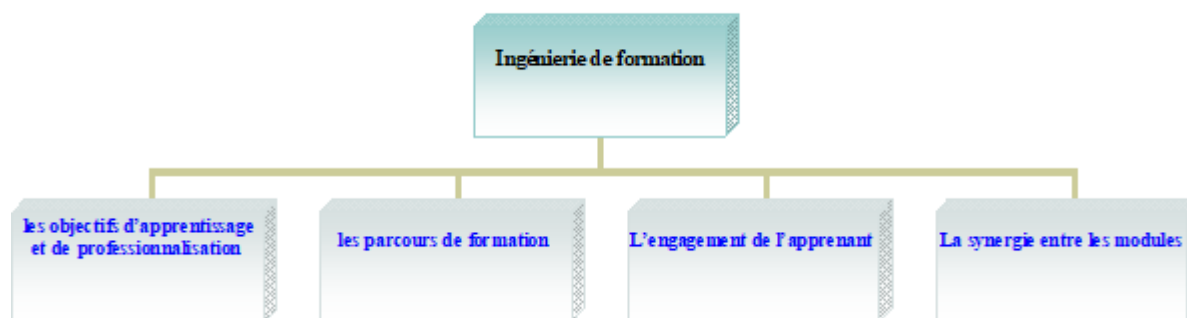 Ingénierie de formation
les objectifs d'apprentissage
et de professionnalisation
les parcours de formation
L'engagement de l'apprenant
La synergie entre les modules